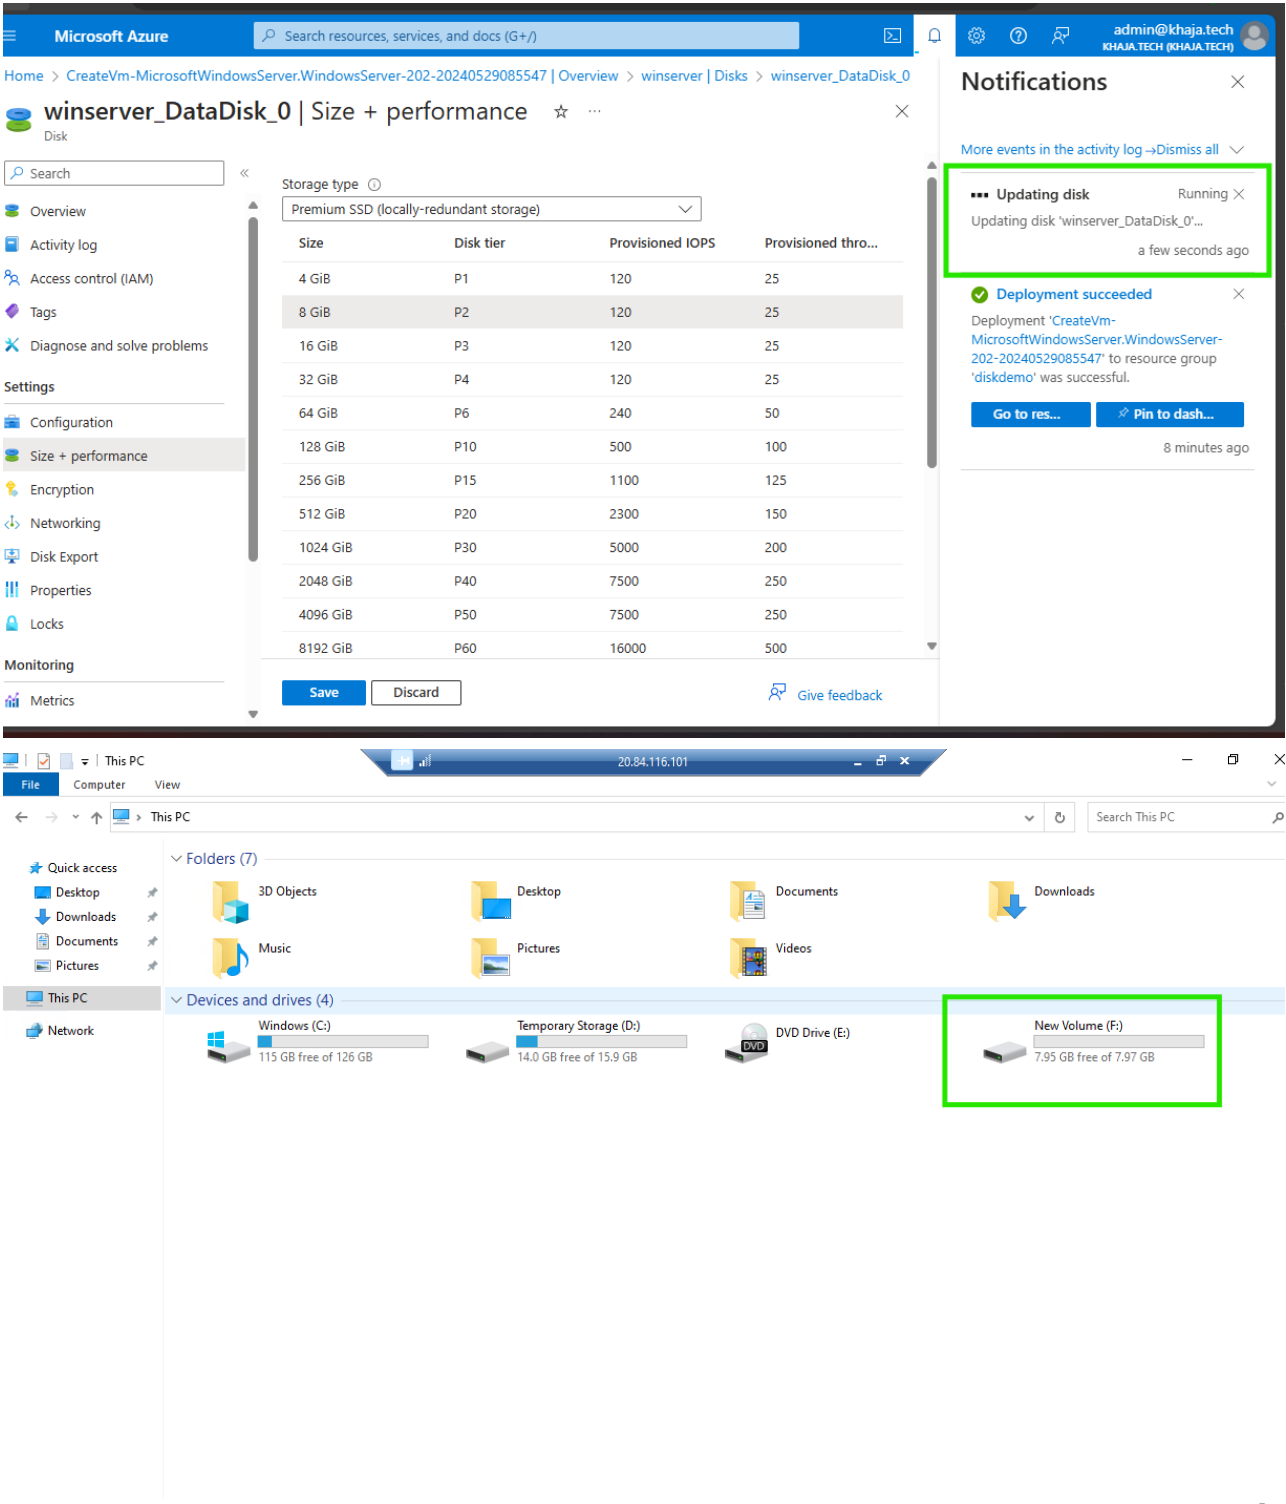 Microsoft Azure
Search resources, services, and docs (G+/)
admin@khaja.tech
KHAJA.TECH (KHAJA.TECH)
Home > CreateVm-MicrosoftWindowsServer.WindowsServer-202-20240529085547 | Overview > winserver | Disks > winserver_DataDisk_0
winserver_DataDisk_0 | Size + performance
Disk
Search
Overview
Activity log
Access control (IAM)
Tags
Diagnose and solve problems
Settings
Configuration
Size + performance
Encryption
Networking
Disk Export
Properties
Locks
Monitoring
Metrics
Storage type
Premium SSD (locally-redundant storage)
Size Disk tier Provisioned IOPS Provisioned thro...
4 GiB P1 120 25
8 GiB P2 120 25
16 GiB P3 120 25
32 GiB P4 120 25
64 GiB P6 240 50
128 GiB P10 500 100
256 GiB P15 1100 125
512 GiB P20 2300 150
1024 GiB P30 5000 200
2048 GiB P40 7500 250
4096 GiB P50 7500 250
8192 GiB P60 16000 500
Save Discard
Give feedback
Notifications
More events in the activity log → Dismiss all
Updating disk Running
Updating disk 'winserver_DataDisk_0'...
a few seconds ago
Deployment succeeded
Deployment 'CreateVm-
MicrosoftWindowsServer.WindowsServer-
202-20240529085547' to resource group
'diskdemo' was successful.
Go to res... Pin to dash...
8 minutes ago
This PC
20.84.116.101
File Computer View
This PC
Search This PC
Quick access
Desktop
Downloads
Documents
Pictures
This PC
Network
Folders (7)
3D Objects Desktop Documents Downloads
Music Pictures Videos
Devices and drives (4)
Windows (C:)
115 GB free of 126 GB
Temporary Storage (D:)
14.0 GB free of 15.9 GB
DVD Drive (E:)
DVD
New Volume (F:)
7.95 GB free of 7.97 GB